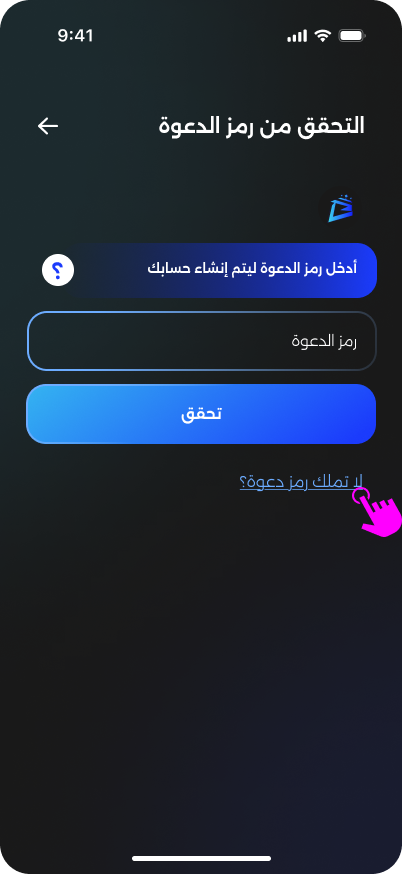 9:41
التحقق من رمز الدعوة
أدخل رمز الدعوة ليتم إنشاء حسابك
؟
رمز الدعوة
تحقق
لا تملك رمز دعوة؟